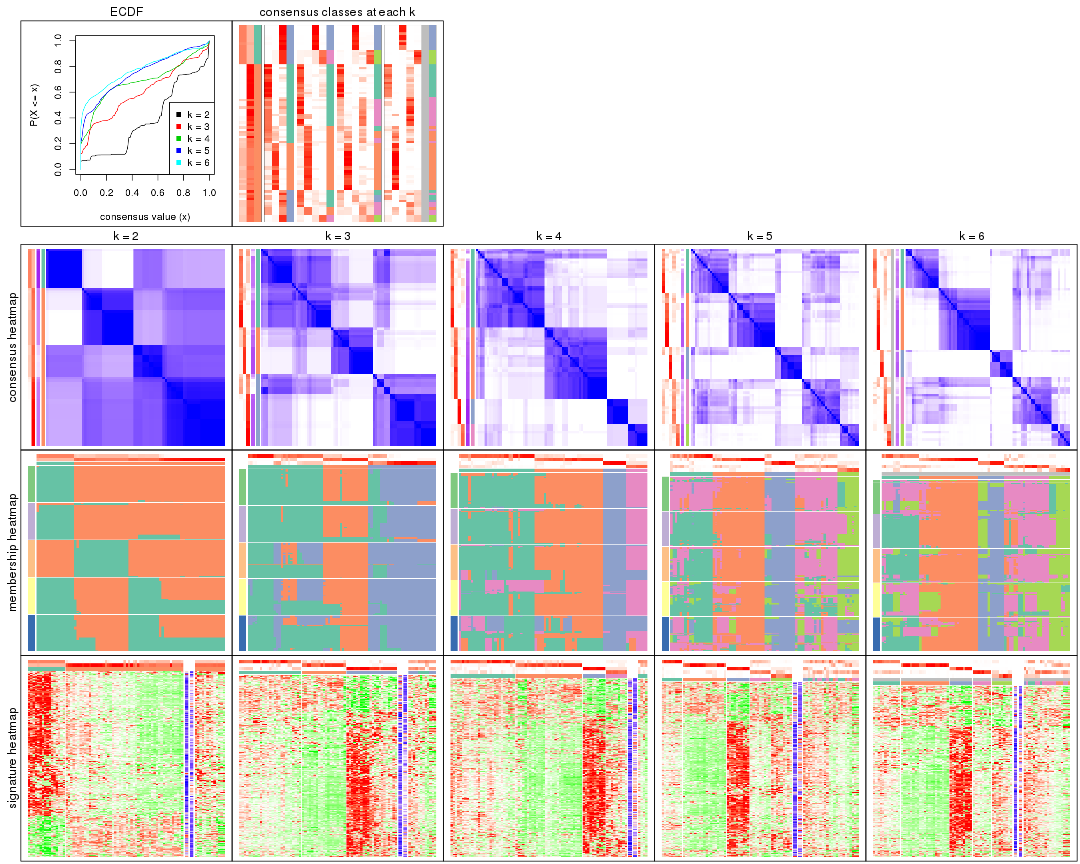 ECDF
consensus classes at each k
P(X <= x)
0.0 0.2 0.4 0.6 0.8 1.0
k = 2
k = 3
k = 4
k = 5
k = 6
0.0 0.2 0.4 0.6 0.8 1.0
consensus value (x)
k = 2
k = 3
k = 4
k = 5
k = 6
consensus heatmap
membership heatmap
signature heatmap